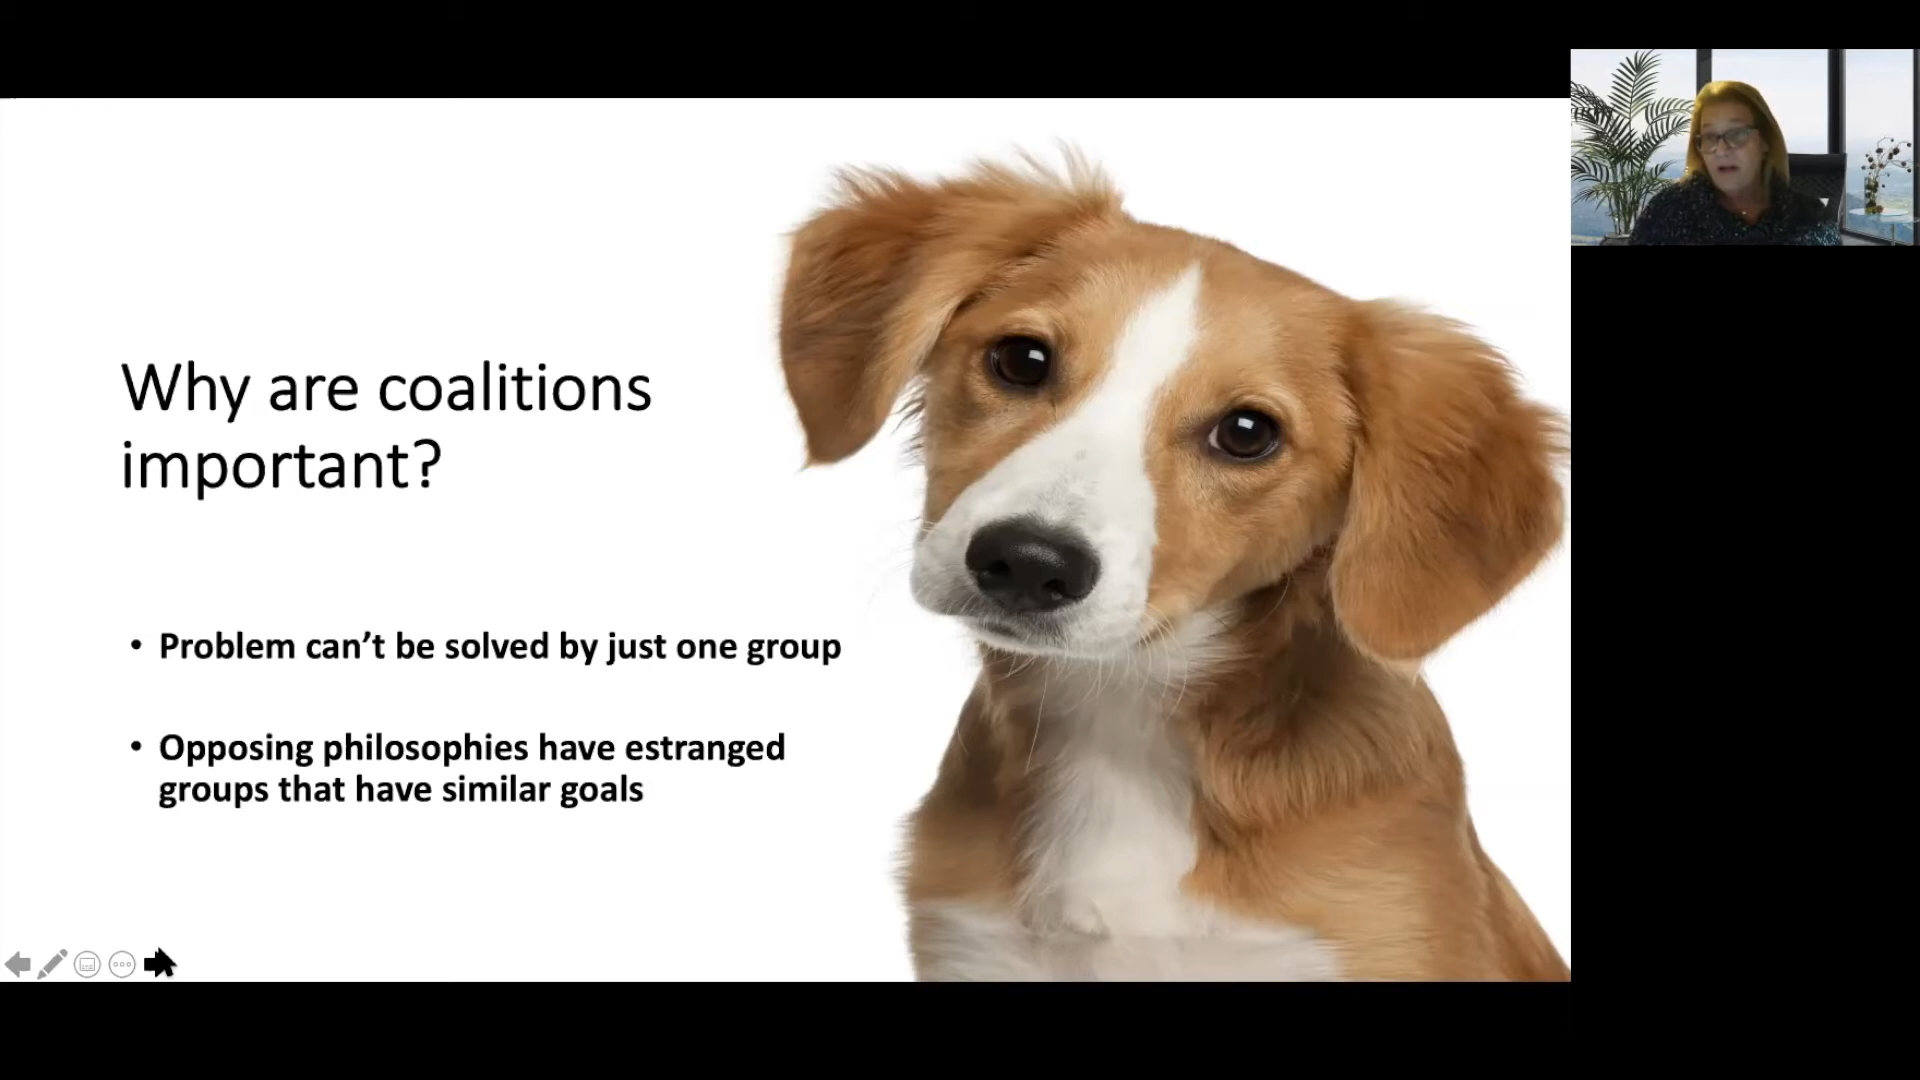 Why are coalitions
important?
• Problem can’t be solved by just one group
• Opposing philosophies have estranged
groups that have similar goals